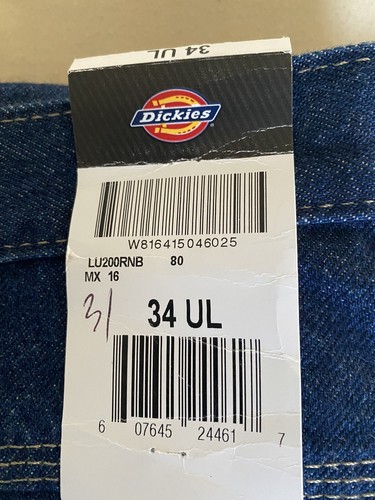 34 UL
Dickies
W816415046025
LU200RNB 80
MX 16
31
34 UL
6 07645 24461 7